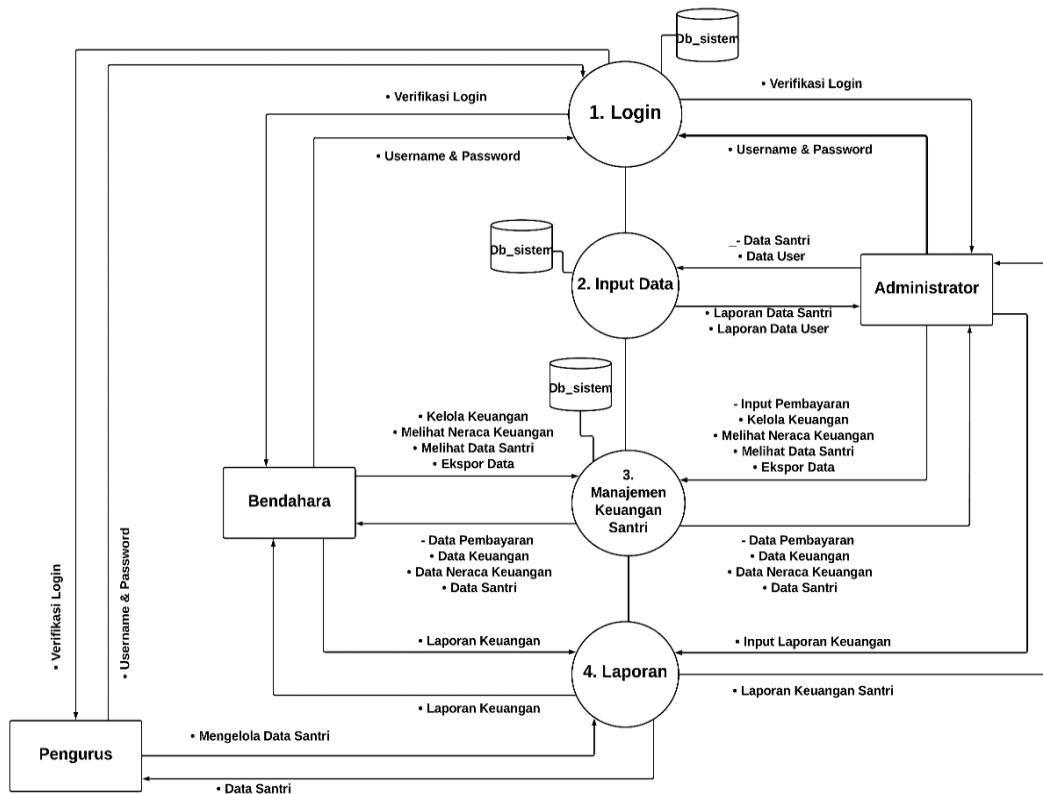 Db_sistem
• Verifikasi Login
• Verifikasi Login
1. Login
• Username & Password
• Username & Password
Db_sistem
_- Data Santri
• Data User
2. Input Data
Administrator
• Laporan Data Santri
• Laporan Data User
Db_sistem
• Kelola Keuangan
• Melihat Neraca Keuangan
• Melihat Data Santri
• Ekspor Data
- Input Pembayaran
• Kelola Keuangan
• Melihat Neraca Keuangan
• Melihat Data Santri
• Ekspor Data
Bendahara
3.
Manajemen
Keuangan
Santri
- Data Pembayaran
• Data Keuangan
• Data Neraca Keuangan
• Data Santri
- Data Pembayaran
• Data Keuangan
• Data Neraca Keuangan
• Data Santri
• Verifikasi Login
• Username & Password
• Laporan Keuangan
• Input Laporan Keuangan
4. Laporan
• Laporan Keuangan
• Laporan Keuangan Santri
Pengurus
• Mengelola Data Santri
• Data Santri